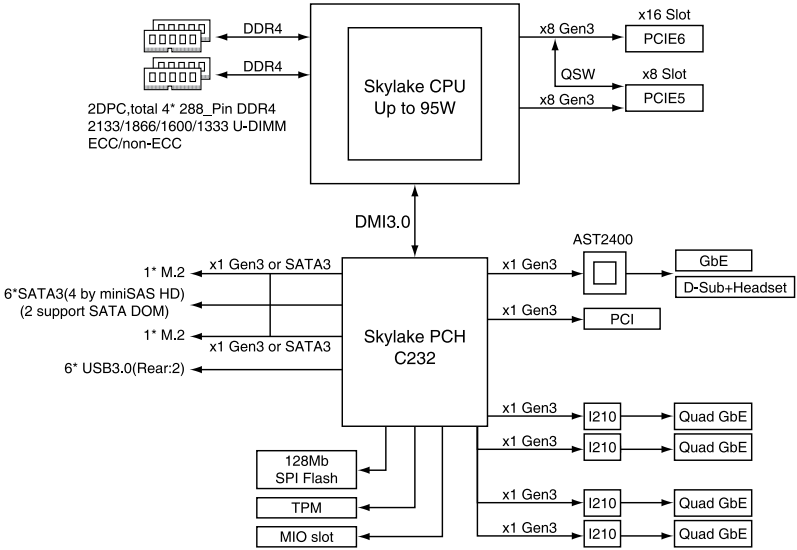 DDR4
DDR4
2DPC,total 4* 288_Pin DDR4
2133/1866/1600/1333 U-DIMM
ECC/non-ECC
Skylake CPU
Up to 95W
x8 Gen3
x16 Slot
PCIE6
QSW
x8 Slot
PCIE5
x8 Gen3
DMI3.0
x1 Gen3 or SATA3
1* M.2
6*SATA3(4 by miniSAS HD)
(2 support SATA DOM)
1* M.2
x1 Gen3 or SATA3
6* USB3.0(Rear:2)
Skylake PCH
C232
x1 Gen3
AST2400
GbE
D-Sub+Headset
x1 Gen3
PCI
x1 Gen3
I210
Quad GbE
x1 Gen3
I210
Quad GbE
x1 Gen3
I210
Quad GbE
x1 Gen3
I210
Quad GbE
128Mb
SPI Flash
TPM
MIO slot